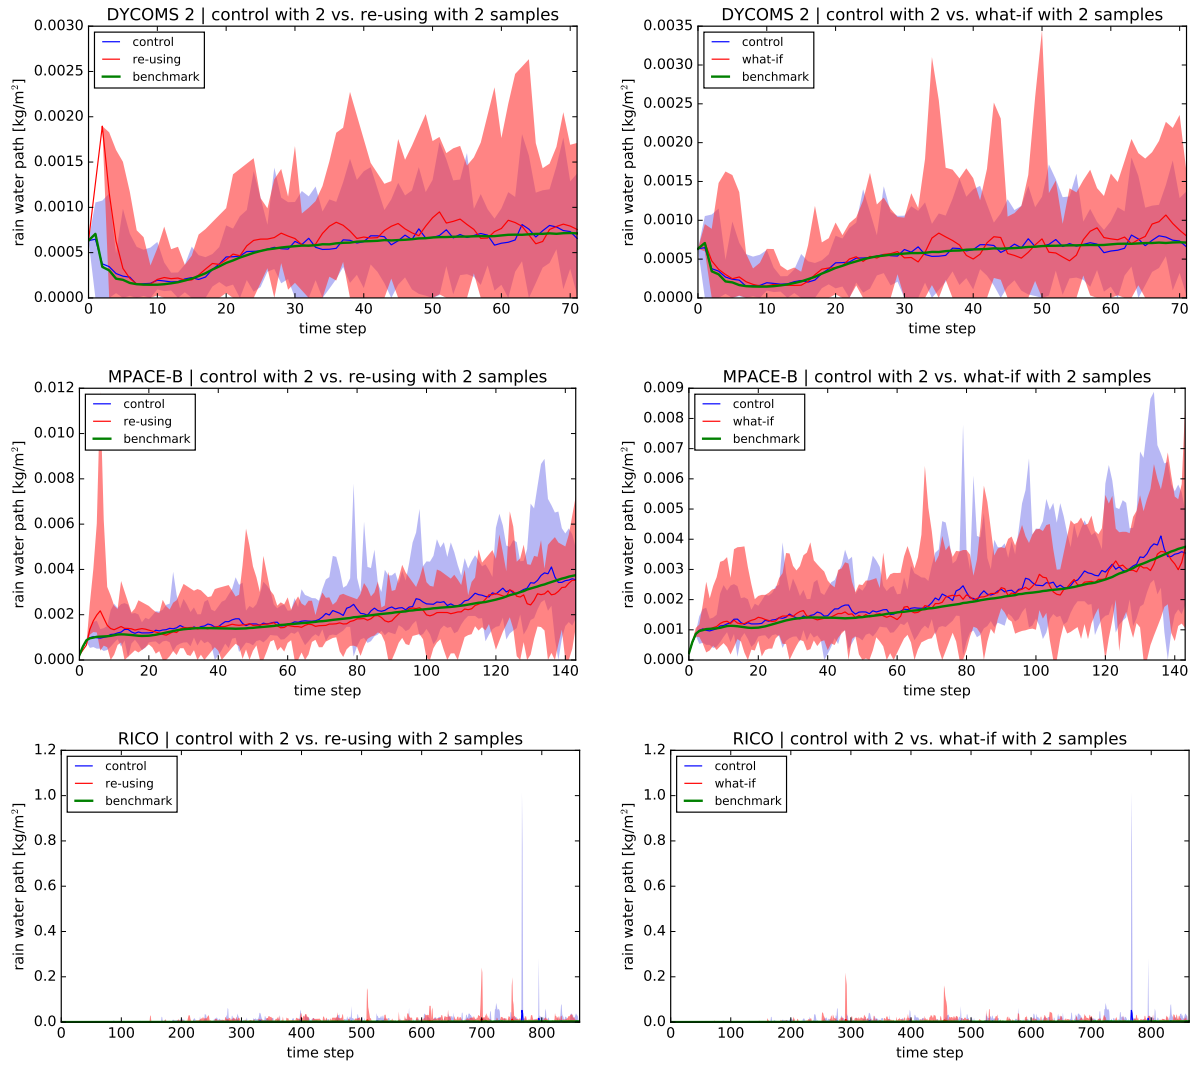 DYCOMS 2 | control with 2 vs. re-using with 2 samples
rain water path [kg/m²]
0.0030
0.0025
0.0020
0.0015
0.0010
0.0005
0.0000
control
re-using
benchmark
0 10 20 30 40 50 60 70
time step
DYCOMS 2 | control with 2 vs. what-if with 2 samples
rain water path [kg/m²]
0.0035
0.0030
0.0025
0.0020
0.0015
0.0010
0.0005
0.0000
control
what-if
benchmark
0 10 20 30 40 50 60 70
time step
MPACE-B | control with 2 vs. re-using with 2 samples
rain water path [kg/m²]
0.012
0.010
0.008
0.006
0.004
0.002
0.000
control
re-using
benchmark
0 20 40 60 80 100 120 140
time step
MPACE-B | control with 2 vs. what-if with 2 samples
rain water path [kg/m²]
0.009
0.008
0.007
0.006
0.005
0.004
0.003
0.002
0.001
0.000
control
what-if
benchmark
0 20 40 60 80 100 120 140
time step
RICO | control with 2 vs. re-using with 2 samples
rain water path [kg/m²]
1.2
1.0
0.8
0.6
0.4
0.2
0.0
control
re-using
benchmark
0 100 200 300 400 500 600 700 800
time step
RICO | control with 2 vs. what-if with 2 samples
rain water path [kg/m²]
1.2
1.0
0.8
0.6
0.4
0.2
0.0
control
what-if
benchmark
0 100 200 300 400 500 600 700 800
time step